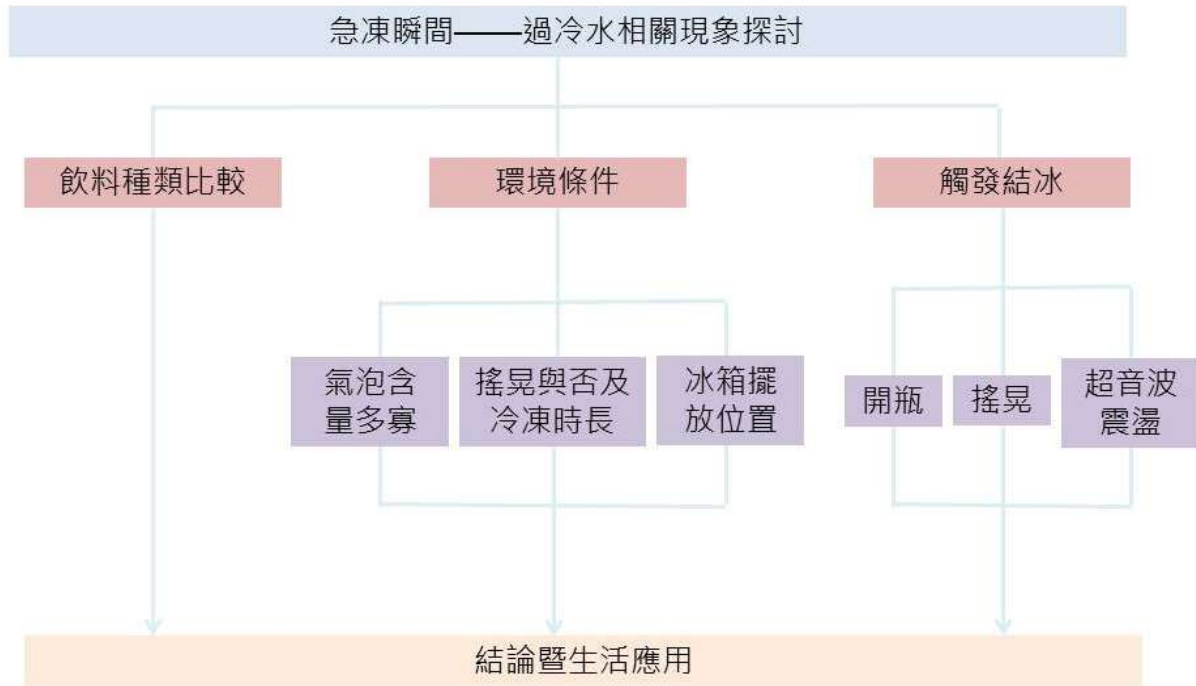 急凍瞬間——過冷水相關現象探討
飲料種類比較
環境條件
觸發結冰
氣泡含
量多寡
搖晃與否及
冷凍時長
冰箱擺
放位置
開瓶
搖晃
超音波
震盪
結論暨生活應用